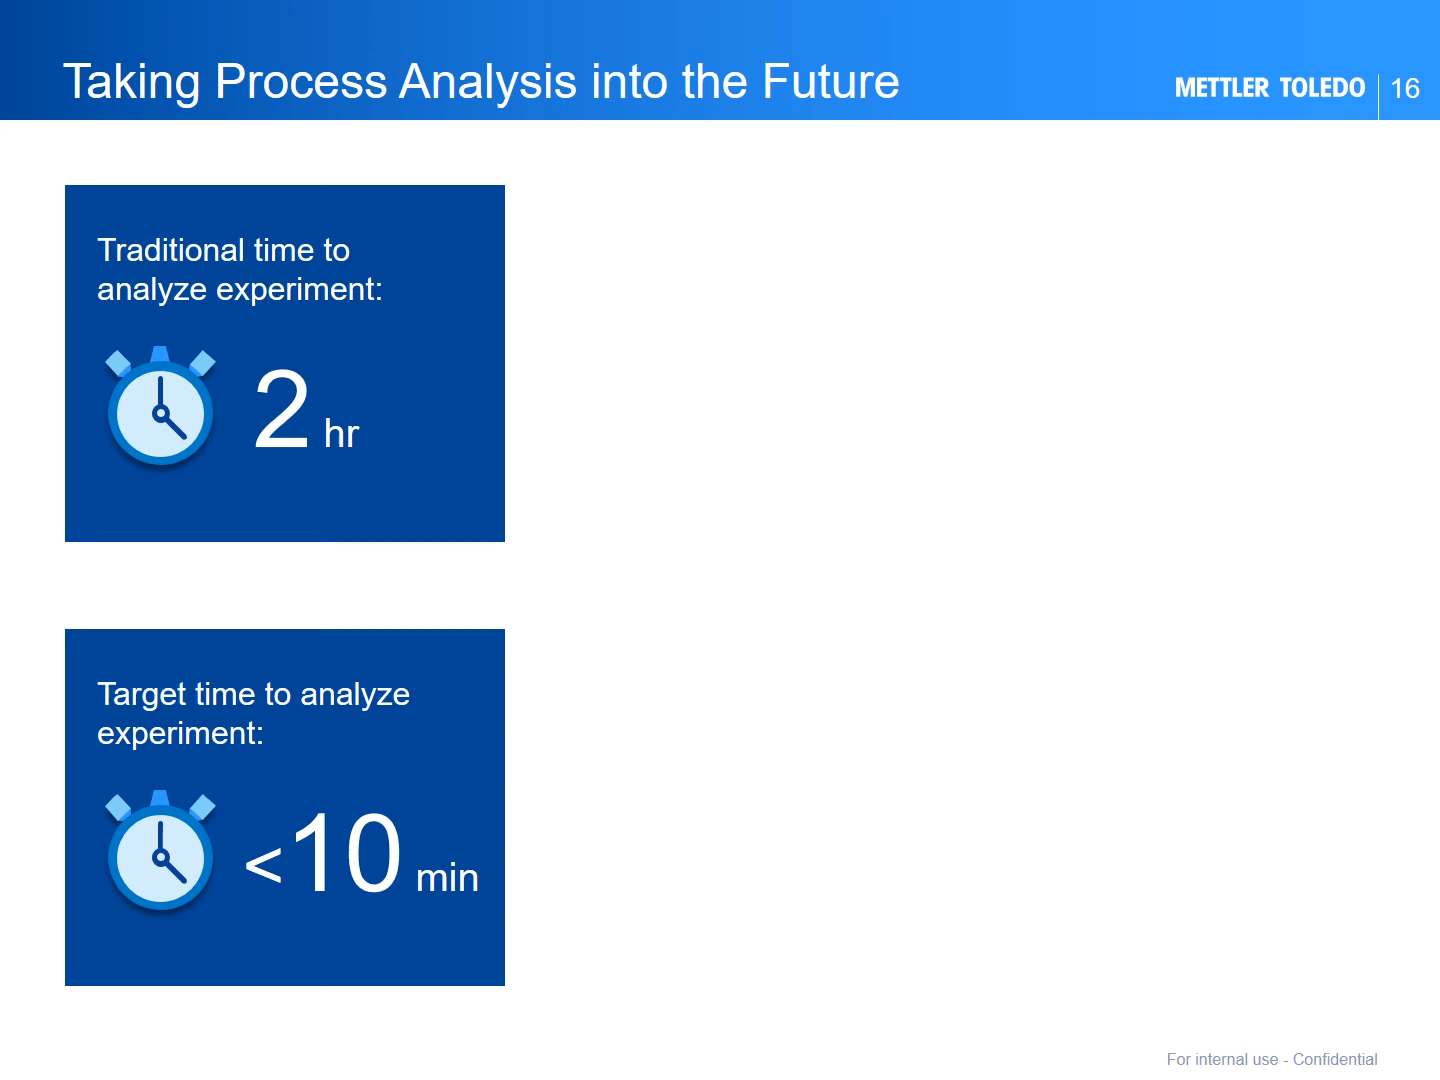 Taking Process Analysis into the Future
METTLER TOLEDO
16
Traditional time to
analyze experiment:
2 hr
Target time to analyze
experiment:
<10 min
For internal use - Confidential